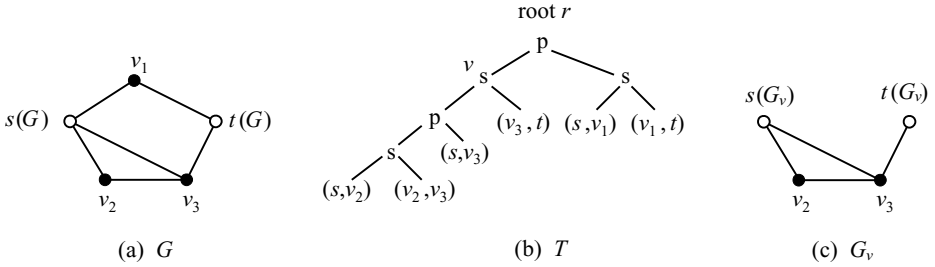 v₁
s(G)
t(G)
v₂
v₃
(a) G
root r
p
v
s
s
p
(v₃, t)
(s,v₁)
(v₁, t)
s
(s,v₃)
(s,v₂)
(v₂,v₃)
(b) T
s(Gᵥ)
t(Gᵥ)
v₂
v₃
(c) Gᵥ